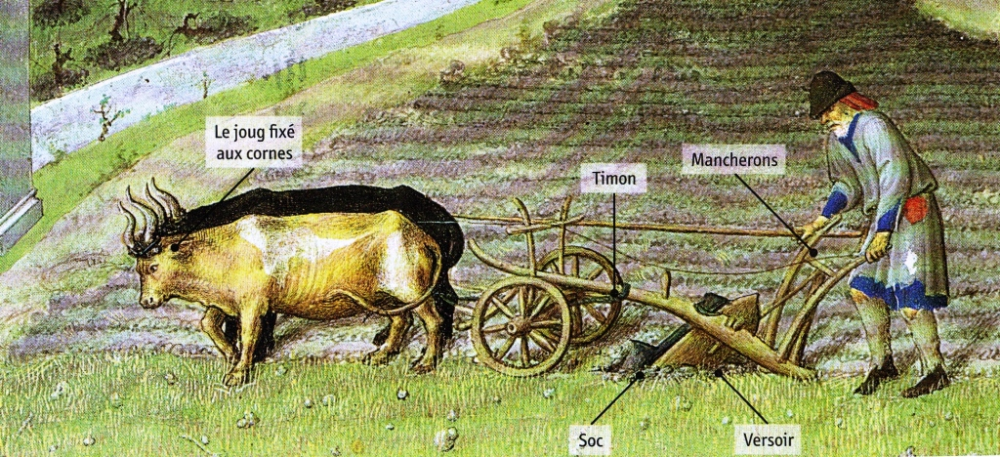 Le joug fixé
aux cornes
Timon
Mancherons
Soc
Versoir